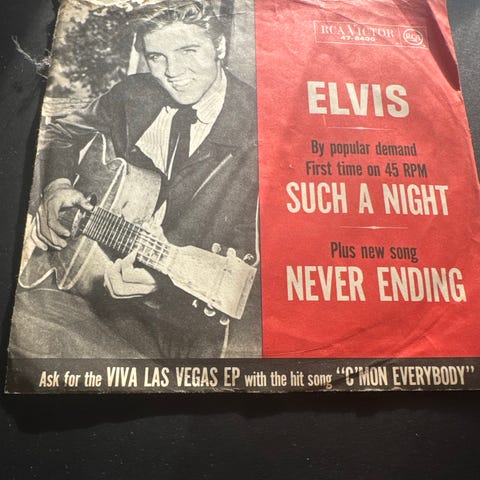 RCA VICTOR
47-8400
RCA
ELVIS
By popular demand
First time on 45 RPM
SUCH A NIGHT
Plus new song
NEVER ENDING
Ask for the VIVA LAS VEGAS EP with the hit song "C'MON EVERYBODY"